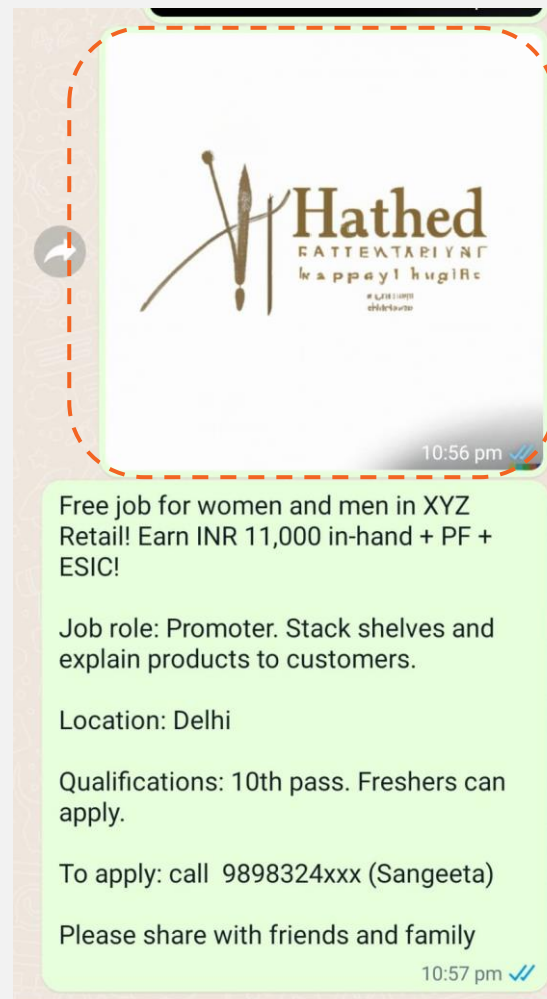 Hathed
10:56 pm
Free job for women and men in XYZ
Retail! Earn INR 11,000 in-hand + PF +
ESIC!
Job role: Promoter. Stack shelves and
explain products to customers.
Location: Delhi
Qualifications: 10th pass. Freshers can
apply.
To apply: call 9898324xxx (Sangeeta)
Please share with friends and family
10:57 pm